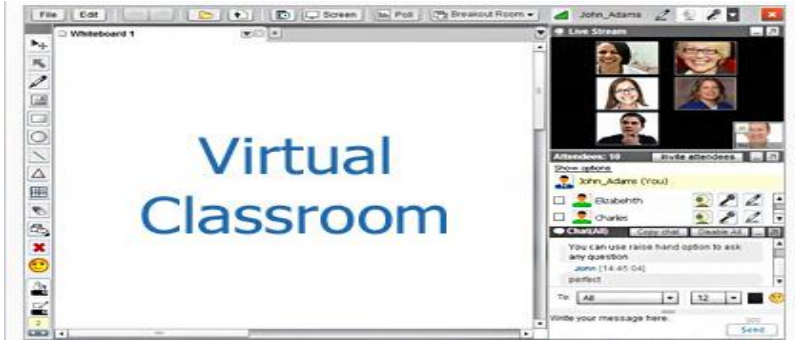 File Edit Screen Poll Breakout Room John_Adams
Whiteboard 1
Live Stream
Virtual
Classroom
Attendees: 10 Invite attendees
Show options
John_Adams (You)
Elizabehth
Charles
Chat(All) Copy chat Disable All
You can use raise hand option to ask
any question
John [14:45:04]
perfect
To: All 12
Write your message here.
Send
2